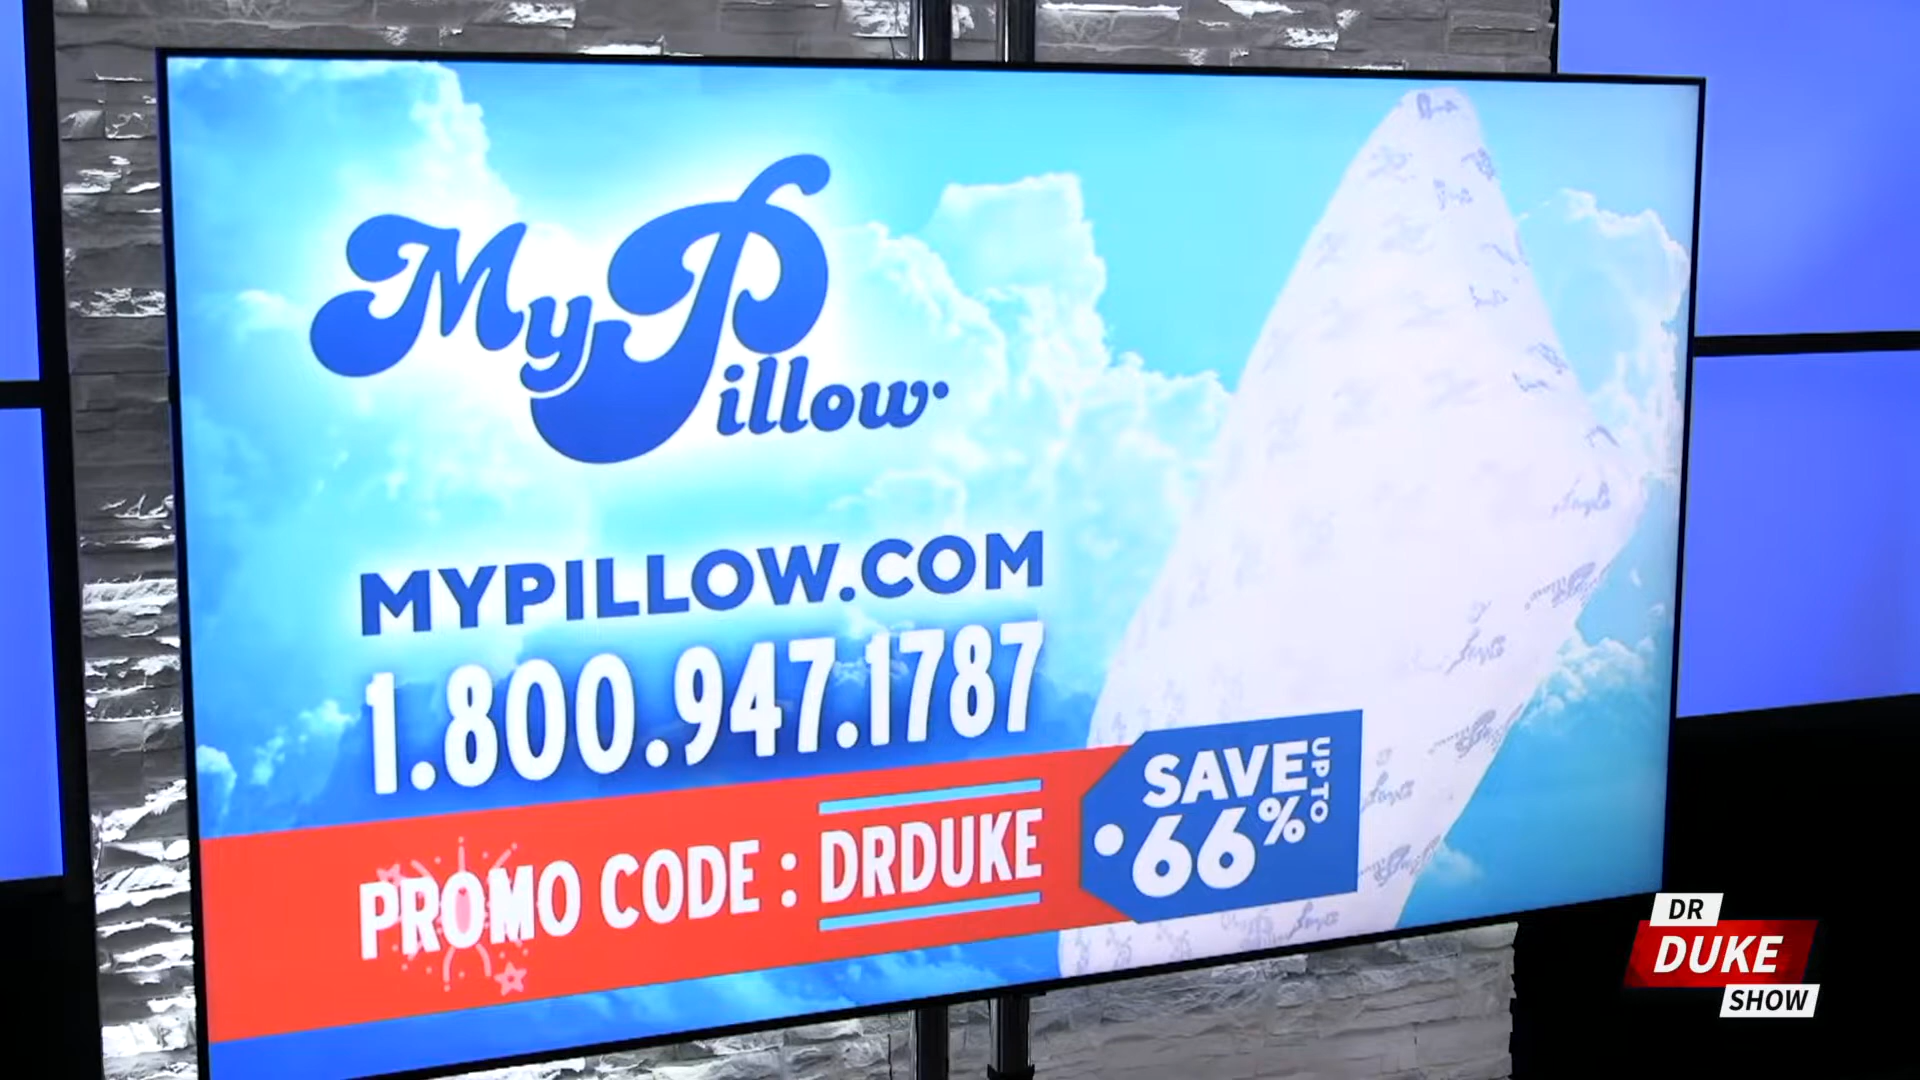 MyPillow
MYPILLOW.COM
1.800.947.1787
PROMO CODE : DRDUKE
SAVE UP TO
66%
DR
DUKE
SHOW